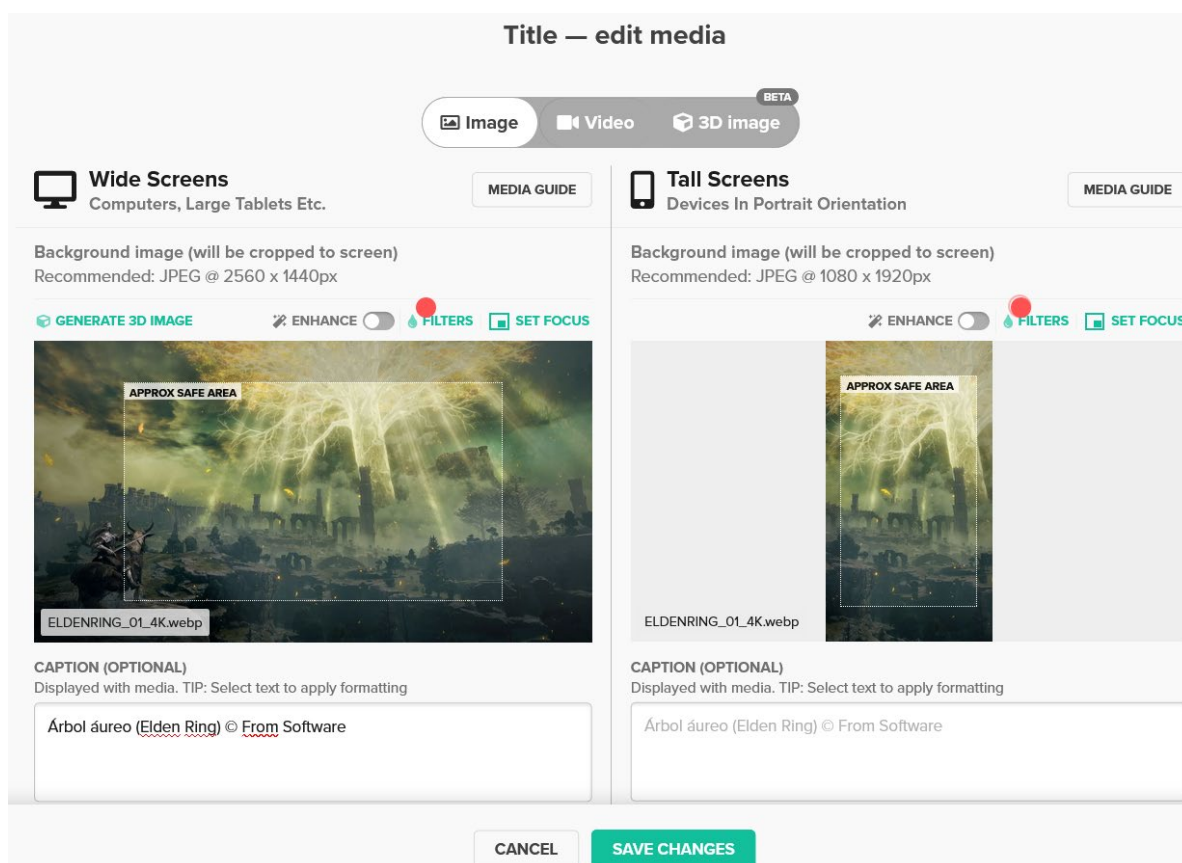 Title — edit media
BETA
Image Video 3D image
Wide Screens
Computers, Large Tablets Etc.
MEDIA GUIDE
Background image (will be cropped to screen)
Recommended: JPEG @ 2560 x 1440px
GENERATE 3D IMAGE ENHANCE FILTERS SET FOCUS
APPROX SAFE AREA
ELDENRING_01_4K.webp
CAPTION (OPTIONAL)
Displayed with media. TIP: Select text to apply formatting
Árbol áureo (Elden Ring) © From Software
Tall Screens
Devices In Portrait Orientation
MEDIA GUIDE
Background image (will be cropped to screen)
Recommended: JPEG @ 1080 x 1920px
ENHANCE FILTERS SET FOCUS
APPROX SAFE AREA
ELDENRING_01_4K.webp
CAPTION (OPTIONAL)
Displayed with media. TIP: Select text to apply formatting
Árbol áureo (Elden Ring) © From Software
CANCEL SAVE CHANGES